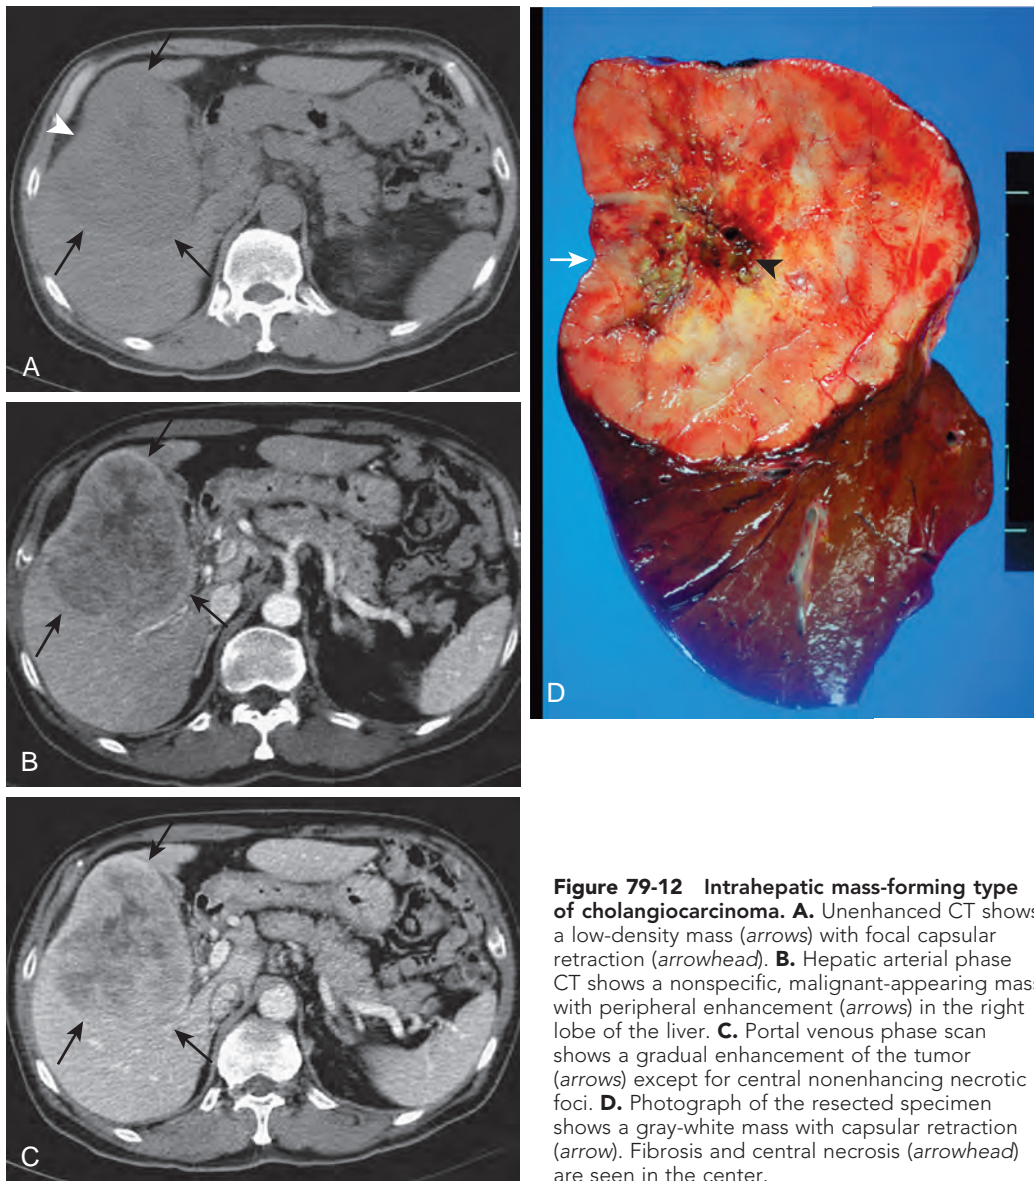 A
B
C
D
Figure 79-12 Intrahepatic mass-forming type
of cholangiocarcinoma. A. Unenhanced CT shows
a low-density mass (arrows) with focal capsular
retraction (arrowhead). B. Hepatic arterial phase
CT shows a nonspecific, malignant-appearing mass
with peripheral enhancement (arrows) in the right
lobe of the liver. C. Portal venous phase scan
shows a gradual enhancement of the tumor
(arrows) except for central nonenhancing necrotic
foci. D. Photograph of the resected specimen
shows a gray-white mass with capsular retraction
(arrow). Fibrosis and central necrosis (arrowhead)
are seen in the center.